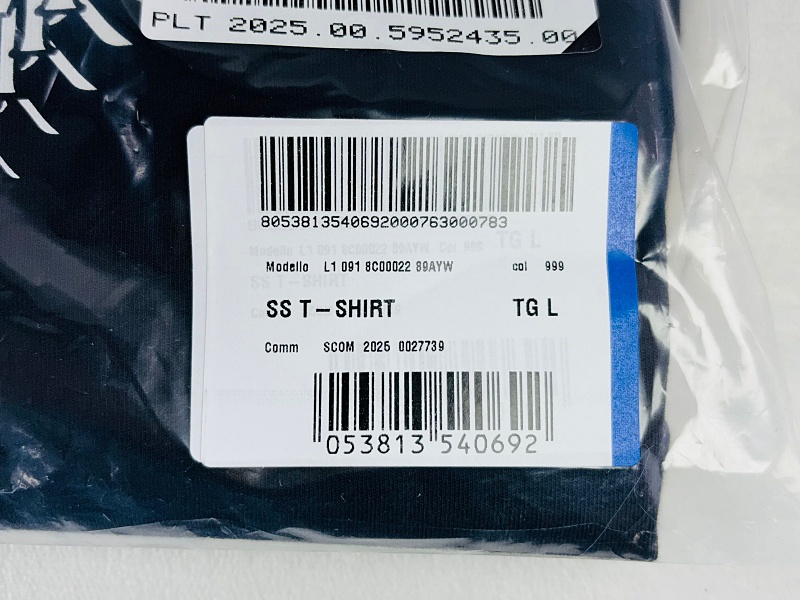 PLT 2025.00.5952435.00
8053813540692000763000783
Modello L1 091 8C00022 89AYW col 999
SS T-SHIRT TG L
Comm SCOM 2025 0027739
053813 540692